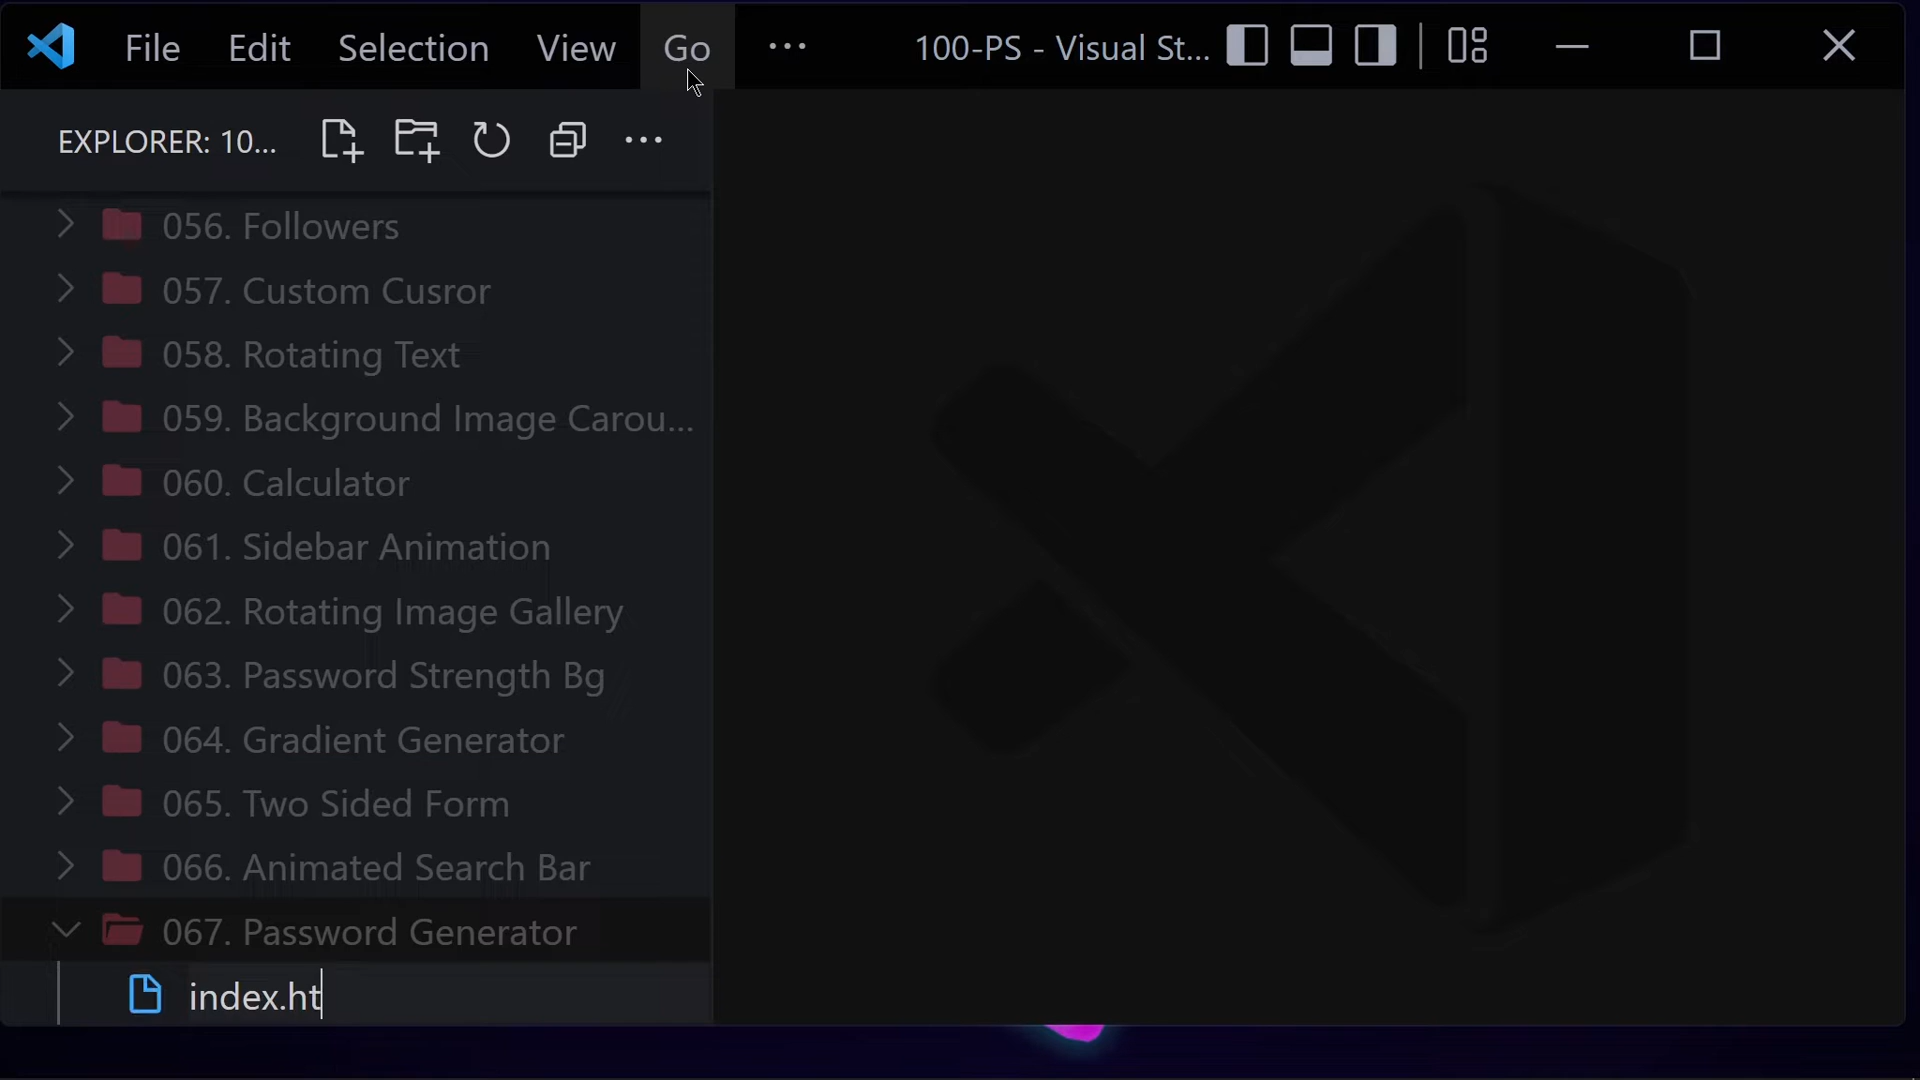 File Edit Selection View Go ··· 100-PS - Visual St...
EXPLORER: 10... ···
056. Followers
057. Custom Cusror
058. Rotating Text
059. Background Image Carou...
060. Calculator
061. Sidebar Animation
062. Rotating Image Gallery
063. Password Strength Bg
064. Gradient Generator
065. Two Sided Form
066. Animated Search Bar
067. Password Generator
index.ht